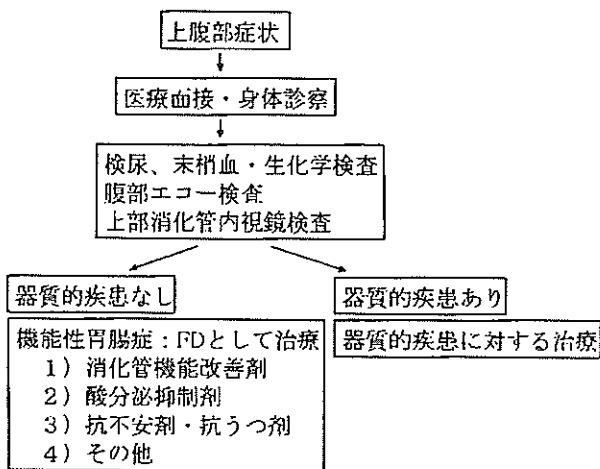 上腹部症状
医療面接・身体診察
検尿、末梢血・生化学検査
腹部エコー検査
上部消化管内視鏡検査
器質的疾患なし
器質的疾患あり
機能性胃腸症：FDとして治療
1）消化管機能改善剤
2）酸分泌抑制剤
3）抗不安剤・抗うつ剤
4）その他
器質的疾患に対する治療